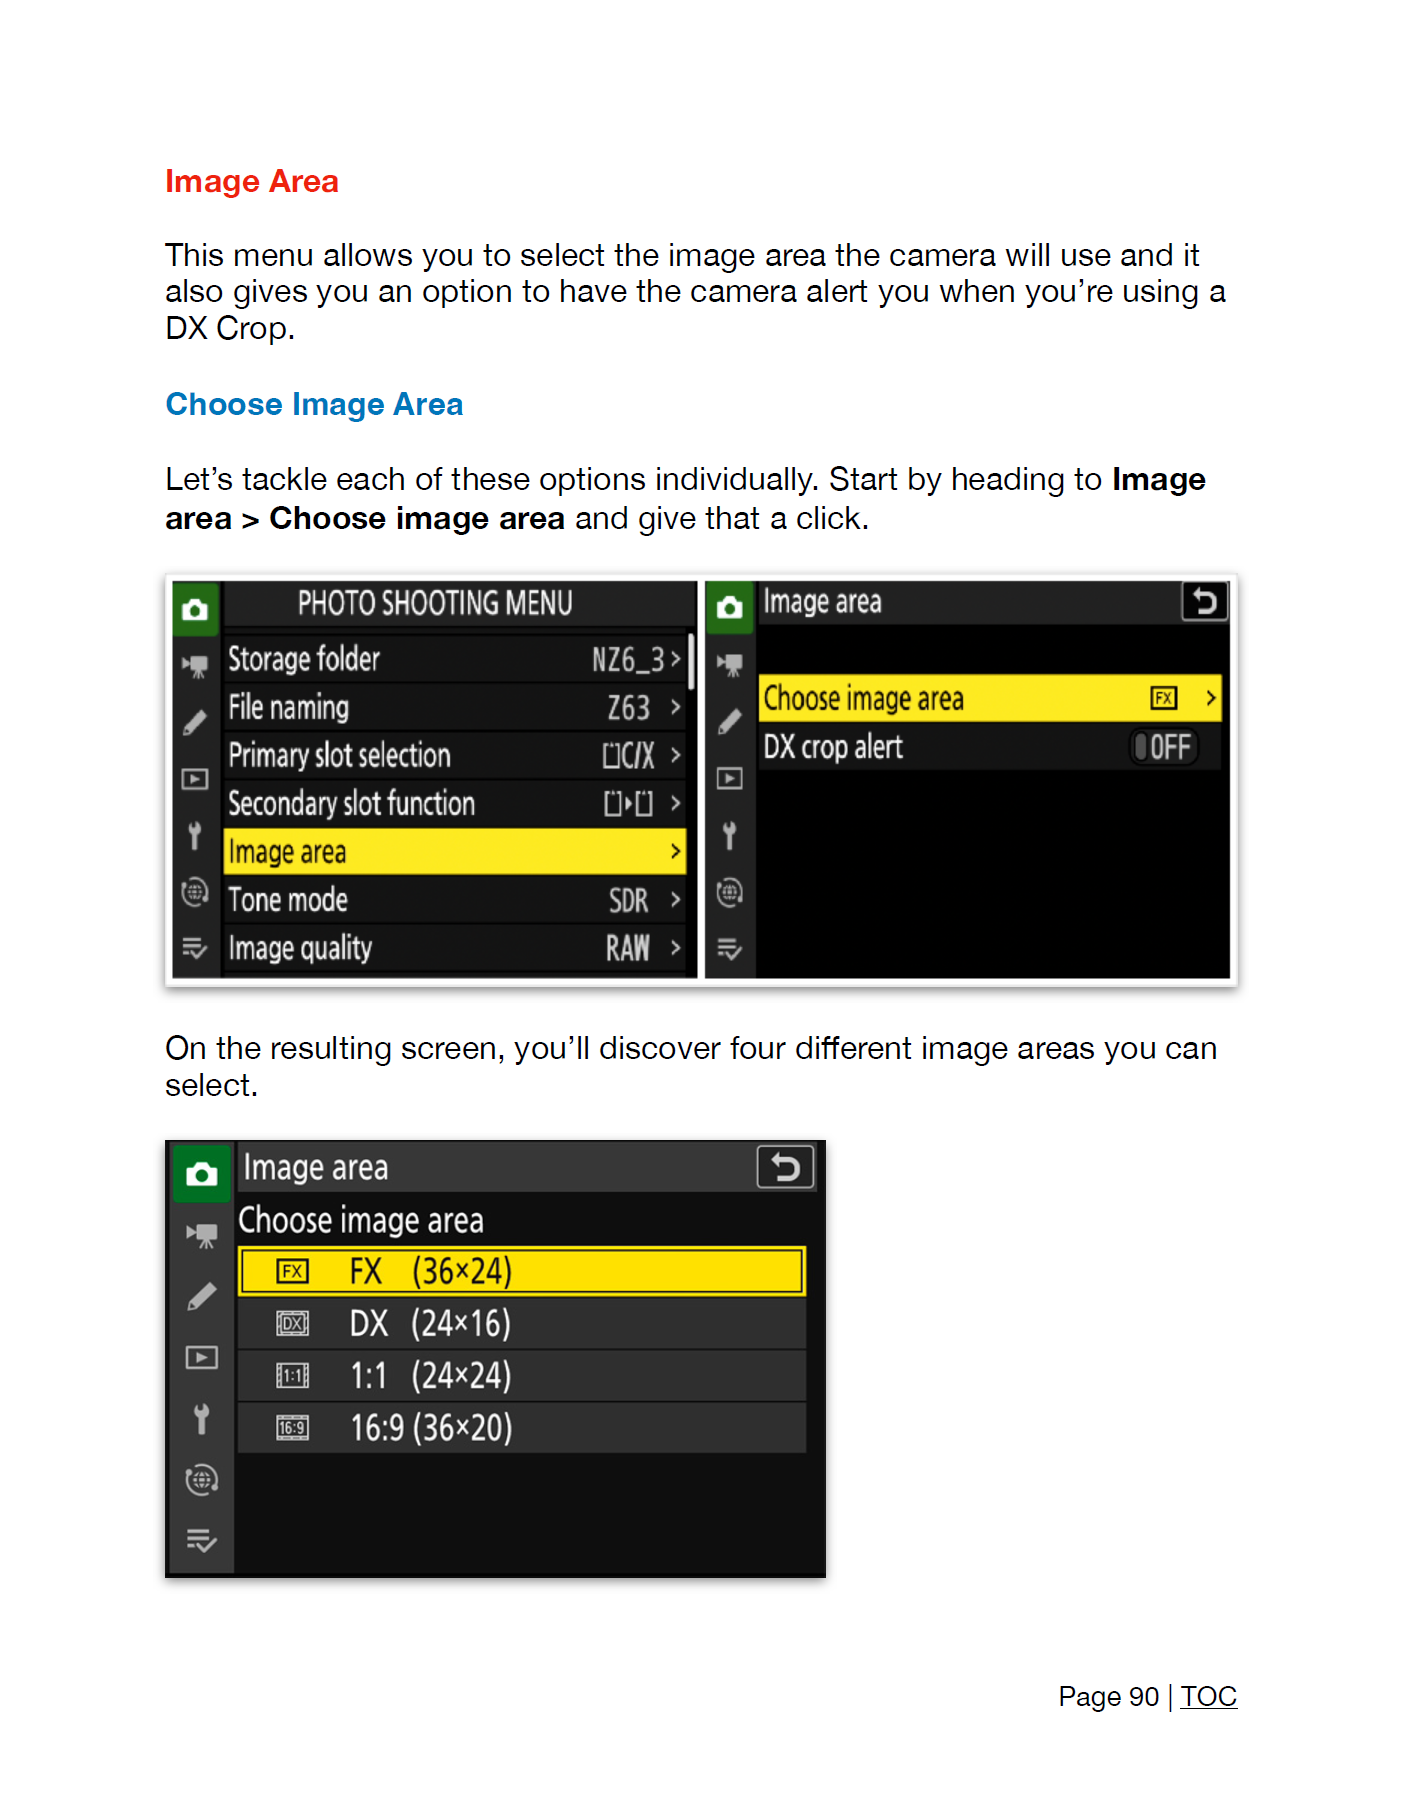 Image Area
This menu allows you to select the image area the camera will use and it
also gives you an option to have the camera alert you when you’re using a
DX Crop.
Choose Image Area
Let’s tackle each of these options individually. Start by heading to Image
area > Choose image area and give that a click.
PHOTO SHOOTING MENU
Storage folder NZ6_3 >
File naming Z63 >
Primary slot selection C/X >
Secondary slot function >
Image area >
Tone mode SDR >
Image quality RAW >
Image area
Choose image area FX >
DX crop alert OFF
On the resulting screen, you’ll discover four different image areas you can
select.
Image area
Choose image area
FX FX (36×24)
DX DX (24×16)
1:1 1:1 (24×24)
16:9 16:9 (36×20)
Page 90 | TOC